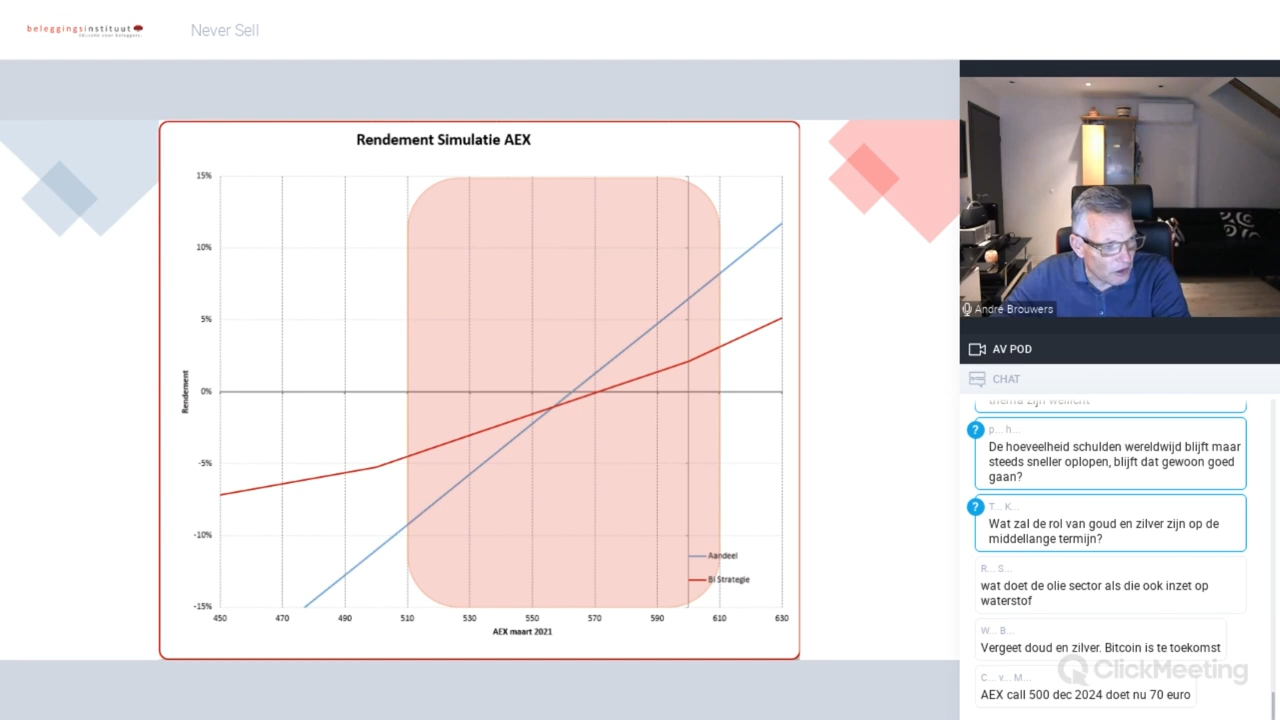 beleggingsinstituut
Never Sell
Rendement Simulatie AEX
15%
10%
5%
0%
-5%
-10%
-15%
Rendement
450
470
490
510
530
550
570
590
610
630
AEX maart 2021
Aandeel
BI Strategie
André Brouwers
AV POD
CHAT
thema zijn wellicht
p... h...
De hoeveelheid schulden wereldwijd blijft maar
steeds sneller oplopen, blijft dat gewoon goed
gaan?
T... K...
Wat zal de rol van goud en zilver zijn op de
middellange termijn?
R... S...
wat doet de olie sector als die ook inzet op
waterstof
W... B...
Vergeet doud en zilver. Bitcoin is te toekomst
ClickMeeting
C... v... M...
AEX call 500 dec 2024 doet nu 70 euro